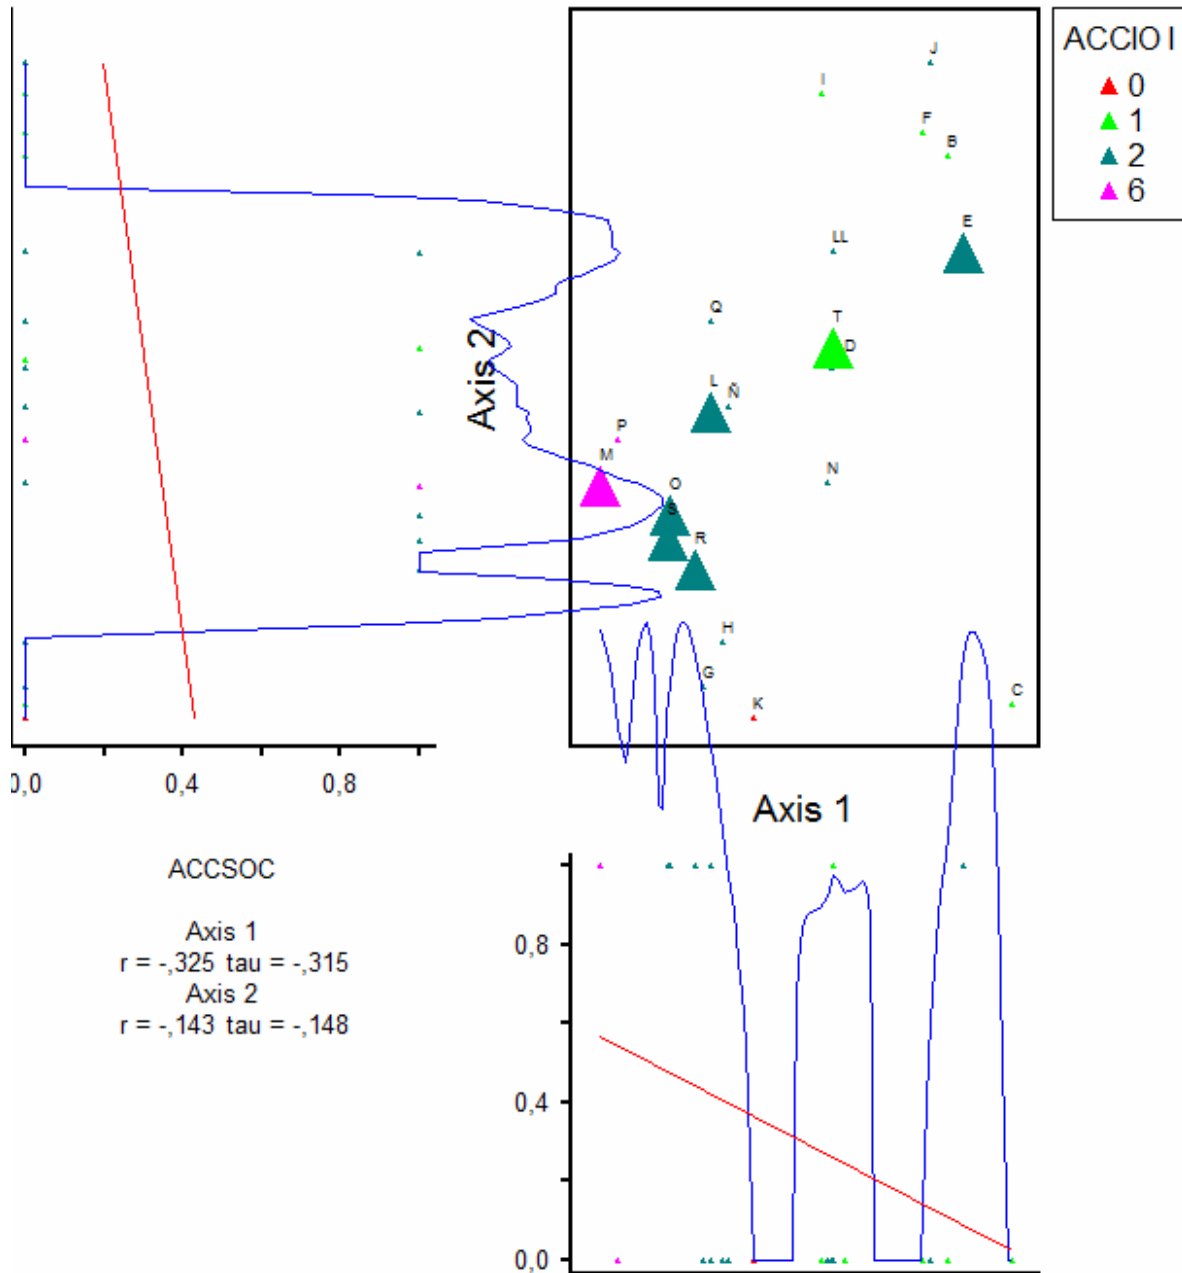 ACCIO I
0
1
2
6
J
I
F
B
E
LL
Q
T
D
L
Ñ
P
M
N
O
S
R
H
G
K
C
Axis 2
0,0
0,4
0,8
Axis 1
ACCSOC
Axis 1
r = -,325 tau = -,315
Axis 2
r = -,143 tau = -,148
0,8
0,4
0,0